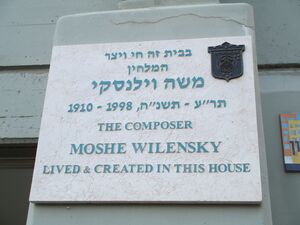 בבית זה חי ויצר
המלחין
משה וילנסקי
תר״ע - תשנ״ח, 1998 - 1910
THE COMPOSER
MOSHE WILENSKY
LIVED & CREATED IN THIS HOUSE